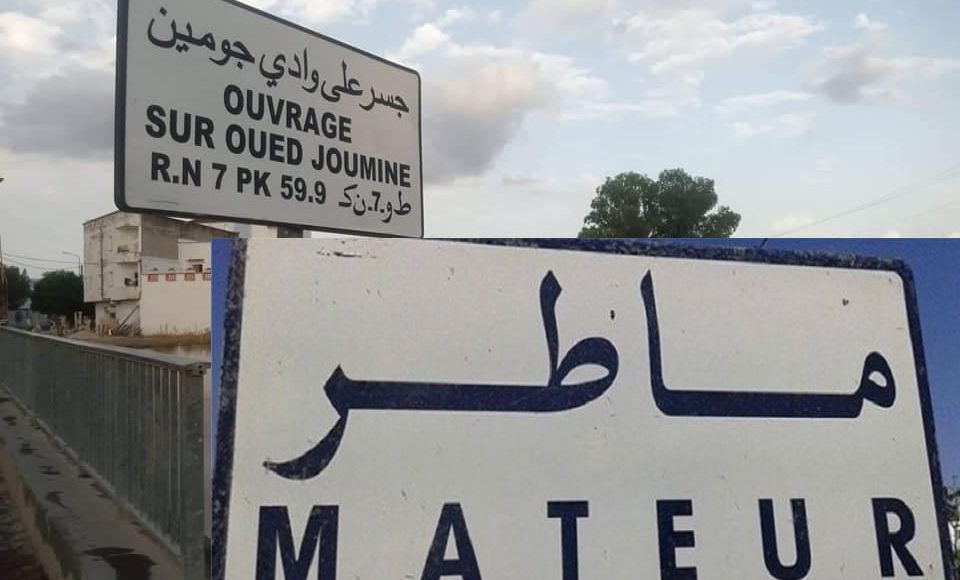 جسر على وادي جومين
OUVRAGE
SUR OUED JOUMINE
R.N 7 PK 59.9 ط.و.7.ن.ك
ماطر
MATEUR